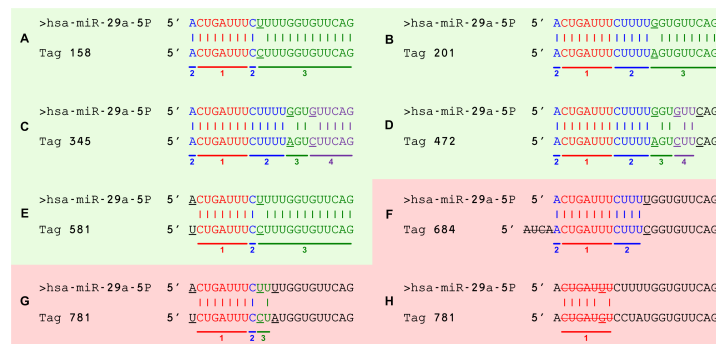 >hsa-miR-29a-5P 5′ ACUGAUUUCUUUUGGUGUUCAG
A
Tag 158 5′ ACUGAUUUCCUUUGGUGUUCAG
2 1 2 3
>hsa-miR-29a-5P 5′ ACUGAUUUCUUUUGGUGUUCAG
B
Tag 201 5′ ACUGAUUUCUUUUAGUGUUCAG
2 1 2 3
>hsa-miR-29a-5P 5′ ACUGAUUUCUUUUGGUGUUCAG
C
Tag 345 5′ ACUGAUUUCUUUUAGUCUUCAG
2 1 2 3 4
>hsa-miR-29a-5P 5′ ACUGAUUUCUUUUGGUGUUCAG
D
Tag 472 5′ ACUGAUUUCUUUUAGUCUUCAG
2 1 2 3 4
>hsa-miR-29a-5P 5′ ACUGAUUUCUUUUGGUGUUCAG
E
Tag 581 5′ UCUGAUUUCCUUUGGUGUUCAG
1 2 3
>hsa-miR-29a-5P 5′ ACUGAUUUCUUUUGGUGUUCAG
F
Tag 684 5′ AUCAACUGAUUUCUUUCGGUGUUCAG
2 1 2
>hsa-miR-29a-5P 5′ ACUGAUUUCUUUUGGUGUUCAG
G
Tag 781 5′ UCUGAUUUCCUAUGGUGUUCAG
1 2 3
>hsa-miR-29a-5P 5′ ACUGAUUUCUUUUGGUGUUCAG
H
Tag 781 5′ ACUGAUGUCCUAUGGUGUUCAG
1